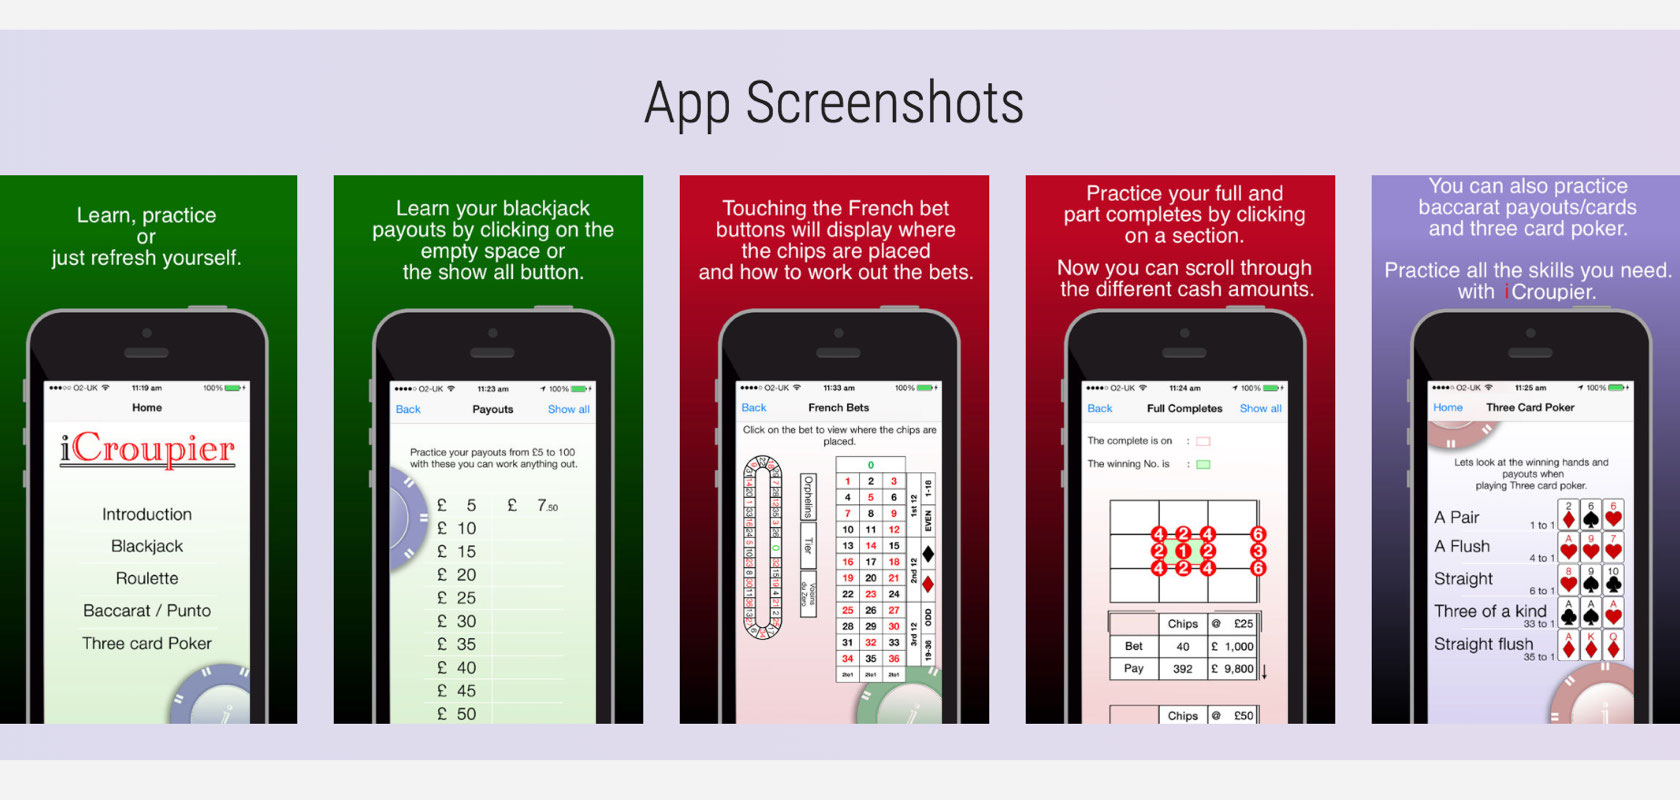 App Screenshots
Learn, practice
or
just refresh yourself.
●●●○○ O2-UK 11:19 am 100%
Home
iCroupier
Introduction
Blackjack
Roulette
Baccarat / Punto
Three card Poker
Learn your blackjack
payouts by clicking on the
empty space or
the show all button.
●●●●○ O2-UK 11:23 am 100%
Back Payouts Show all
Practice your payouts from £5 to 100
with these you can work anything out.
£ 5 £ 7.50
£ 10
£ 15
£ 20
£ 25
£ 30
£ 35
£ 40
£ 45
£ 50
Touching the French bet
buttons will display where
the chips are placed
and how to work out the bets.
●●●●○ O2-UK 11:33 am 100%
Back French Bets
Click on the bet to view where the chips are
placed.
Orphelins
Tier
Voisins
du Zero
0
1 2 3
4 5 6
7 8 9
10 11 12
13 14 15
16 17 18
19 20 21
22 23 24
25 26 27
28 29 30
31 32 33
34 35 36
2to1 2to1 2to1
1st 12
2nd 12
3rd 12
1-18
EVEN
ODD
19-36
Practice your full and
part completes by clicking
on a section.
Now you can scroll through
the different cash amounts.
●●●●○ O2-UK 11:24 am 100%
Back Full Completes Show all
The complete is on :
The winning No. is :
4 2 4 6
2 1 2 3
4 2 4 6
Chips @ £25
Bet 40 £ 1,000
Pay 392 £ 9,800
Chips @ £50
You can also practice
baccarat payouts/cards
and three card poker.
Practice all the skills you need.
with iCroupier.
●●●●○ O2-UK 11:25 am 100%
Home Three Card Poker
Lets look at the winning hands and
payouts when
playing Three card poker.
A Pair 1 to 1 2 6 6
A Flush 4 to 1 A 9 7
Straight 6 to 1 8 9 10
Three of a kind 33 to 1 A A A
Straight flush 35 to 1 A K Q